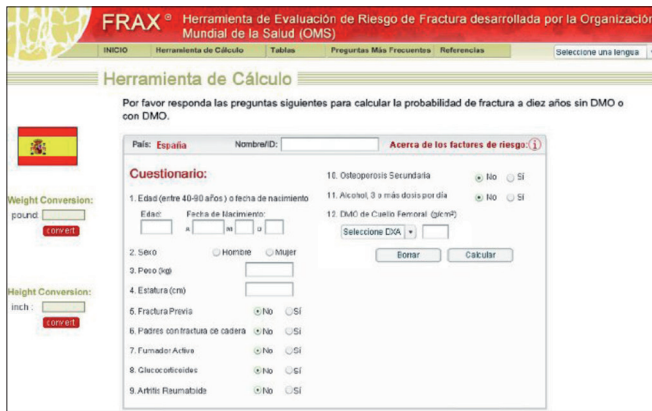 FRAX ® Herramienta de Evaluación de Riesgo de Fractura desarrollada por la Organización
Mundial de la Salud (OMS)
INICIO Herramienta de Cálculo Tablas Preguntas Más Frecuentes Referencias Seleccione una lengua
Herramienta de Cálculo
Por favor responda las preguntas siguientes para calcular la probabilidad de fractura a diez años sin DMO o
con DMO.
País: España Nombre/ID: Acerca de los factores de riesgo: i
Cuestionario:
1. Edad (entre 40-90 años) o fecha de nacimiento
Edad: Fecha de Nacimiento:
2. Sexo Hombre Mujer
3. Peso (kg)
4. Estatura (cm)
5. Fractura Previa No Sí
6. Padres con fractura de cadera No Sí
7. Fumador Activo No Sí
8. Glucocorticoides No Sí
9. Artritis Reumatoide No Sí
10. Osteoporosis Secundaria No Sí
11. Alcohol, 3 o más dosis por día No Sí
12. DMO de Cuello Femoral (g/cm²)
Seleccione DXA
Borrar Calcular
Weight Conversion:
pound:
convert
Height Conversion:
inch :
convert